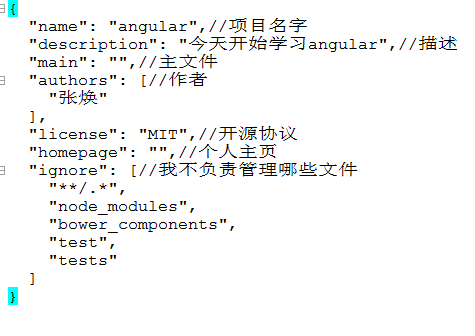 {
"name": "angular",//项目名字
"description": "今天开始学习angular",//描述
"main": "",//主文件
"authors": [//作者
"张焕"
],
"license": "MIT",//开源协议
"homepage": "",//个人主页
"ignore": [//我不负责管理哪些文件
"**/.*",
"node_modules",
"bower_components",
"test",
"tests"
]
}